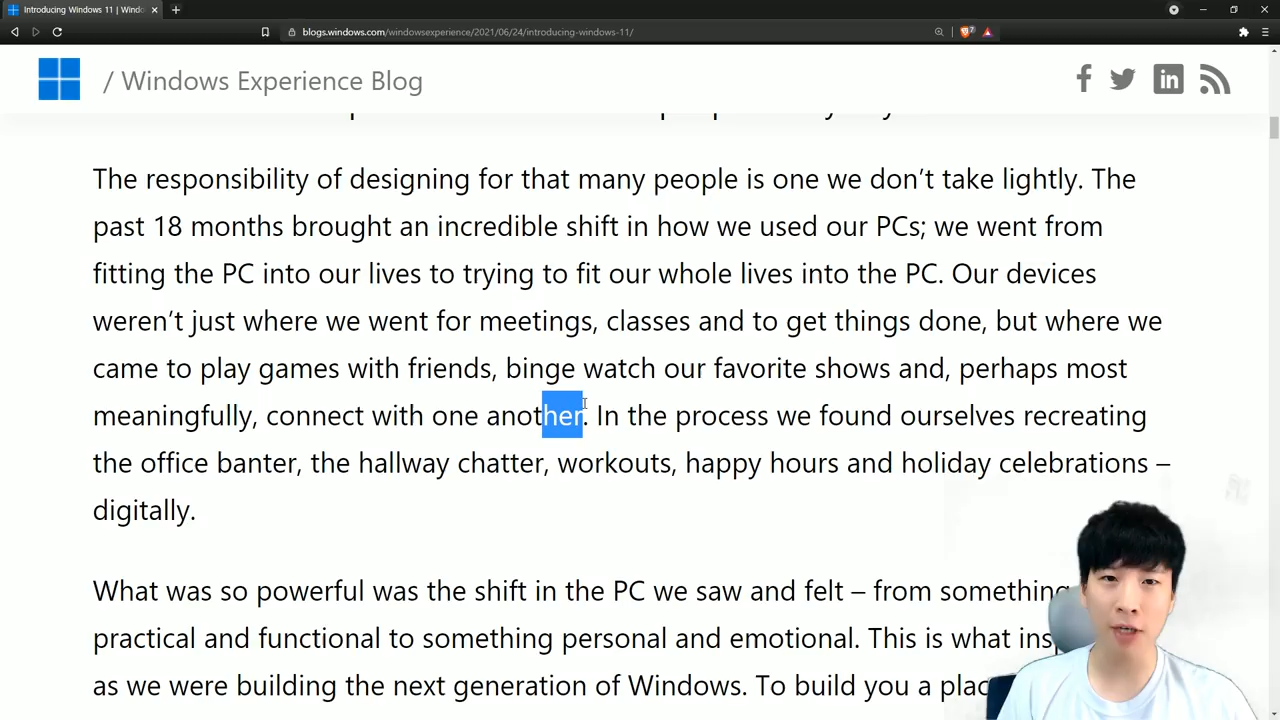 Introducing Windows 11 | Windo
blogs.windows.com/windowsexperience/2021/06/24/introducing-windows-11/
7
/ Windows Experience Blog
The responsibility of designing for that many people is one we don’t take lightly. The
past 18 months brought an incredible shift in how we used our PCs; we went from
fitting the PC into our lives to trying to fit our whole lives into the PC. Our devices
weren’t just where we went for meetings, classes and to get things done, but where we
came to play games with friends, binge watch our favorite shows and, perhaps most
meaningfully, connect with one another. In the process we found ourselves recreating
the office banter, the hallway chatter, workouts, happy hours and holiday celebrations –
digitally.
What was so powerful was the shift in the PC we saw and felt – from something
practical and functional to something personal and emotional. This is what
as we were building the next generation of Windows. To build you a